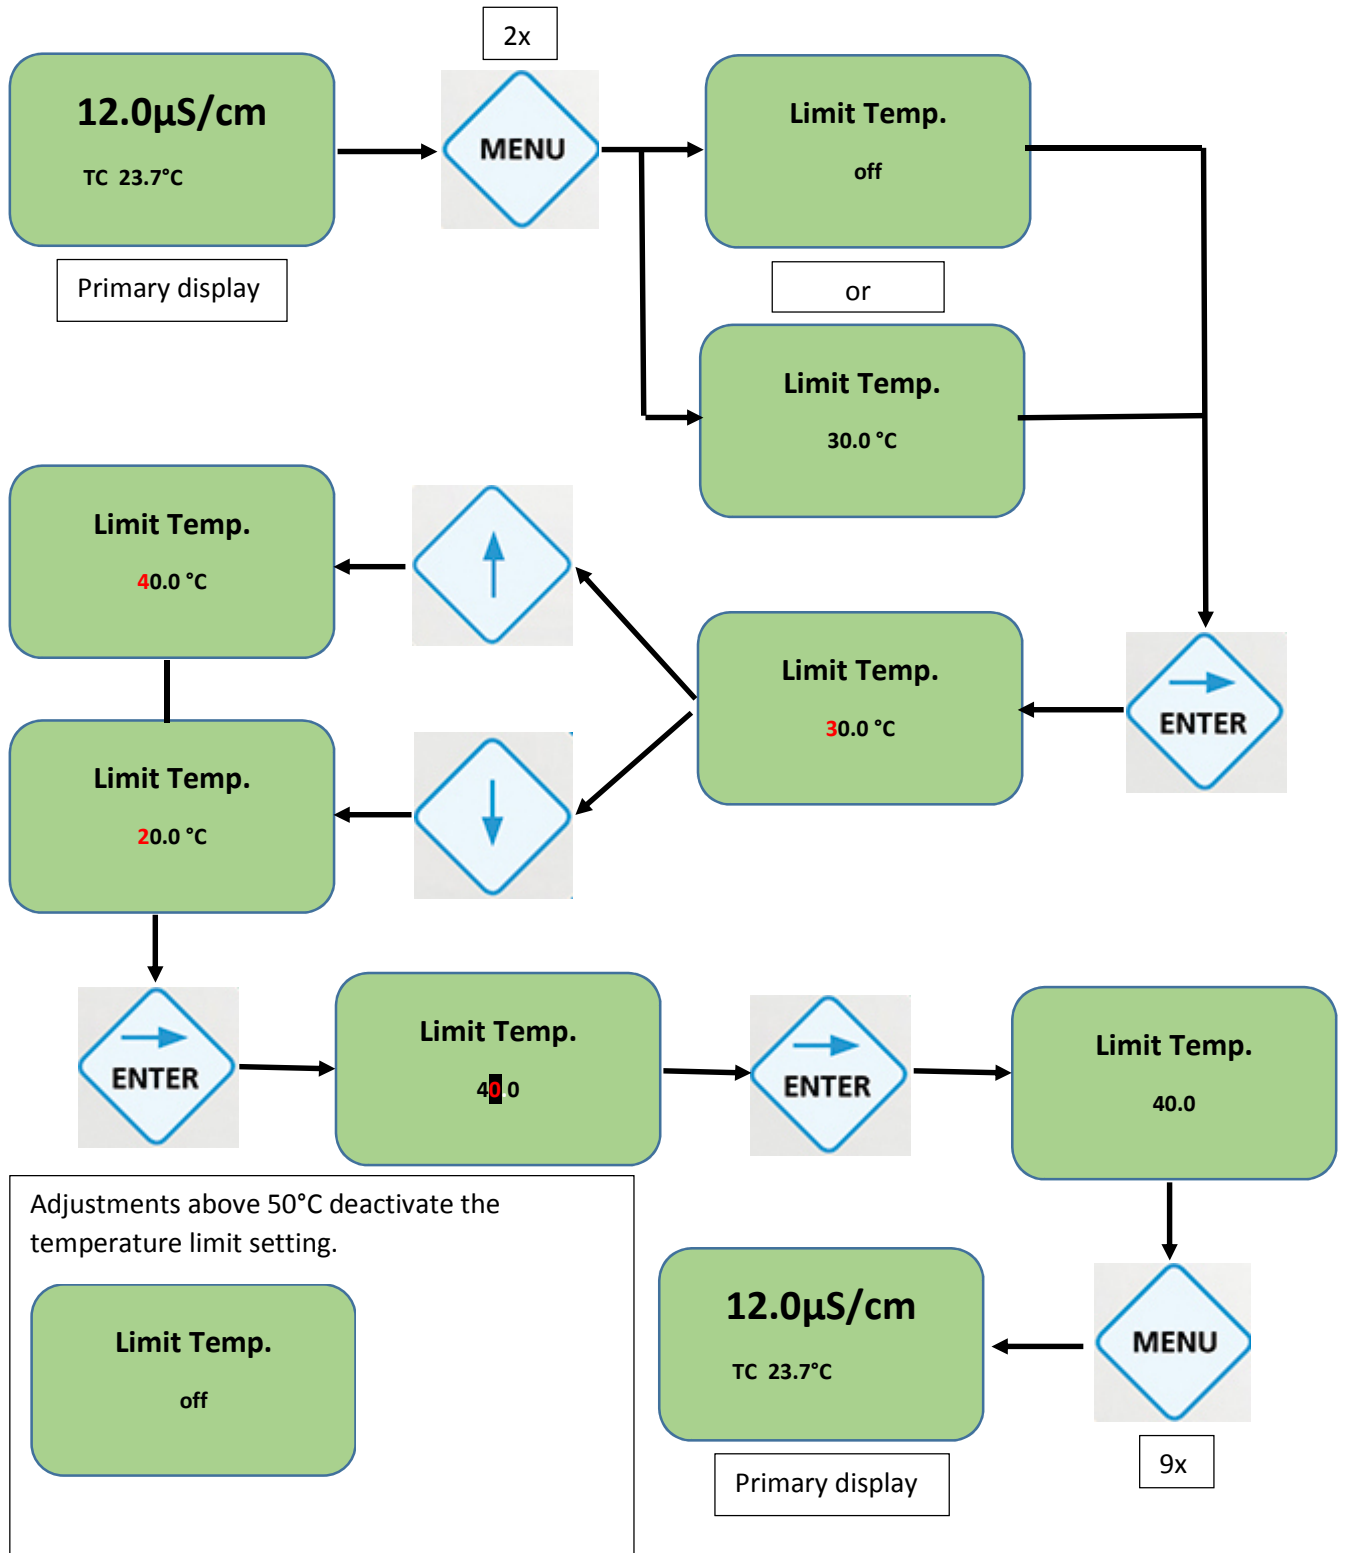 2x
12.0µS/cm
TC 23.7°C
MENU
Limit Temp.
off
Primary display
or
Limit Temp.
30.0 °C
Limit Temp.
40.0 °C
Limit Temp.
30.0 °C
ENTER
Limit Temp.
20.0 °C
ENTER
Limit Temp.
40.0
ENTER
Limit Temp.
40.0
Adjustments above 50°C deactivate the
temperature limit setting.
Limit Temp.
off
12.0µS/cm
TC 23.7°C
MENU
Primary display
9x